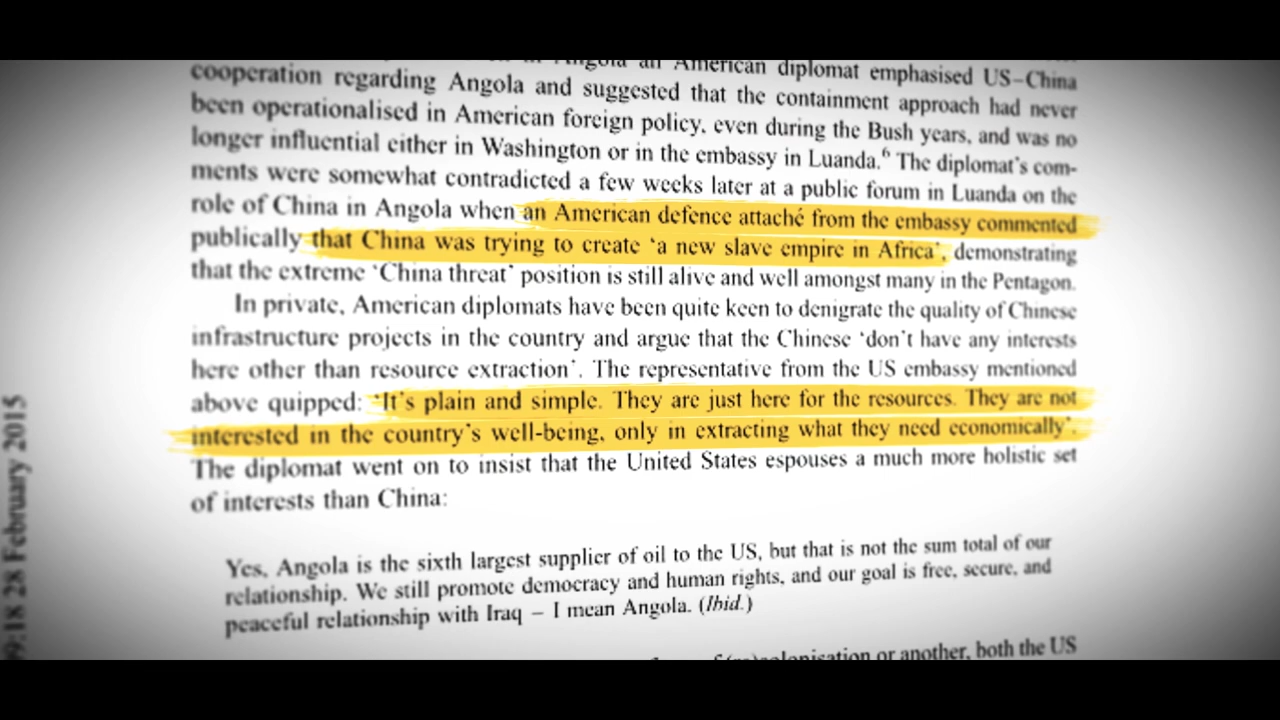 an American diplomat emphasised US–China
cooperation regarding Angola and suggested that the containment approach had never
been operationalised in American foreign policy, even during the Bush years, and was no
longer influential either in Washington or in the embassy in Luanda.⁶ The diplomat's com-
ments were somewhat contradicted a few weeks later at a public forum in Luanda on the
role of China in Angola when an American defence attaché from the embassy commented
publically that China was trying to create ‘a new slave empire in Africa’, demonstrating
that the extreme ‘China threat’ position is still alive and well amongst many in the Pentagon.
In private, American diplomats have been quite keen to denigrate the quality of Chinese
infrastructure projects in the country and argue that the Chinese ‘don't have any interests
here other than resource extraction’. The representative from the US embassy mentioned
above quipped: ‘It's plain and simple. They are just here for the resources. They are not
interested in the country's well-being, only in extracting what they need economically’.
The diplomat went on to insist that the United States espouses a much more holistic set
of interests than China:
Yes, Angola is the sixth largest supplier of oil to the US, but that is not the sum total of our
relationship. We still promote democracy and human rights, and our goal is free, secure, and
peaceful relationship with Iraq – I mean Angola. (Ibid.)
or another, both the US
28 February 2015